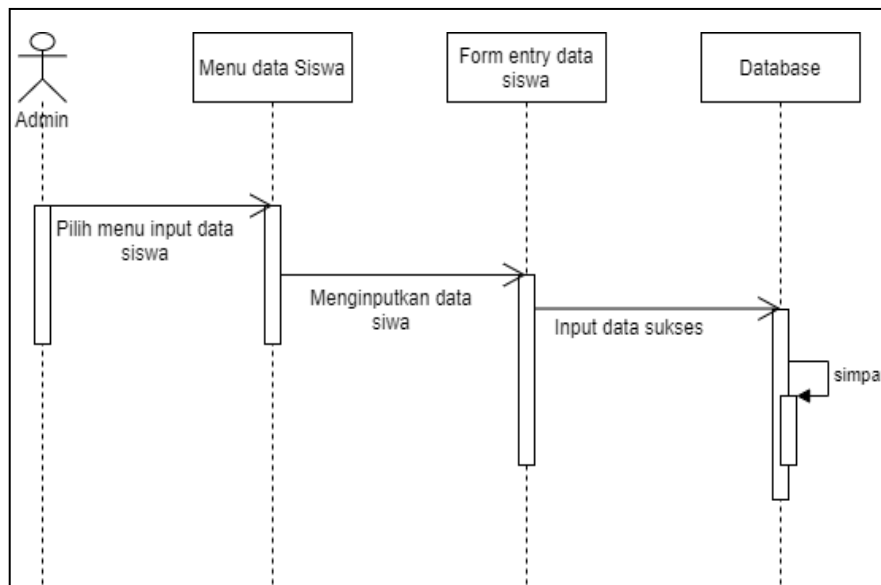 Admin
Menu data Siswa
Form entry data
siswa
Database
Pilih menu input data
siswa
Menginputkan data
siwa
Input data sukses
simpa